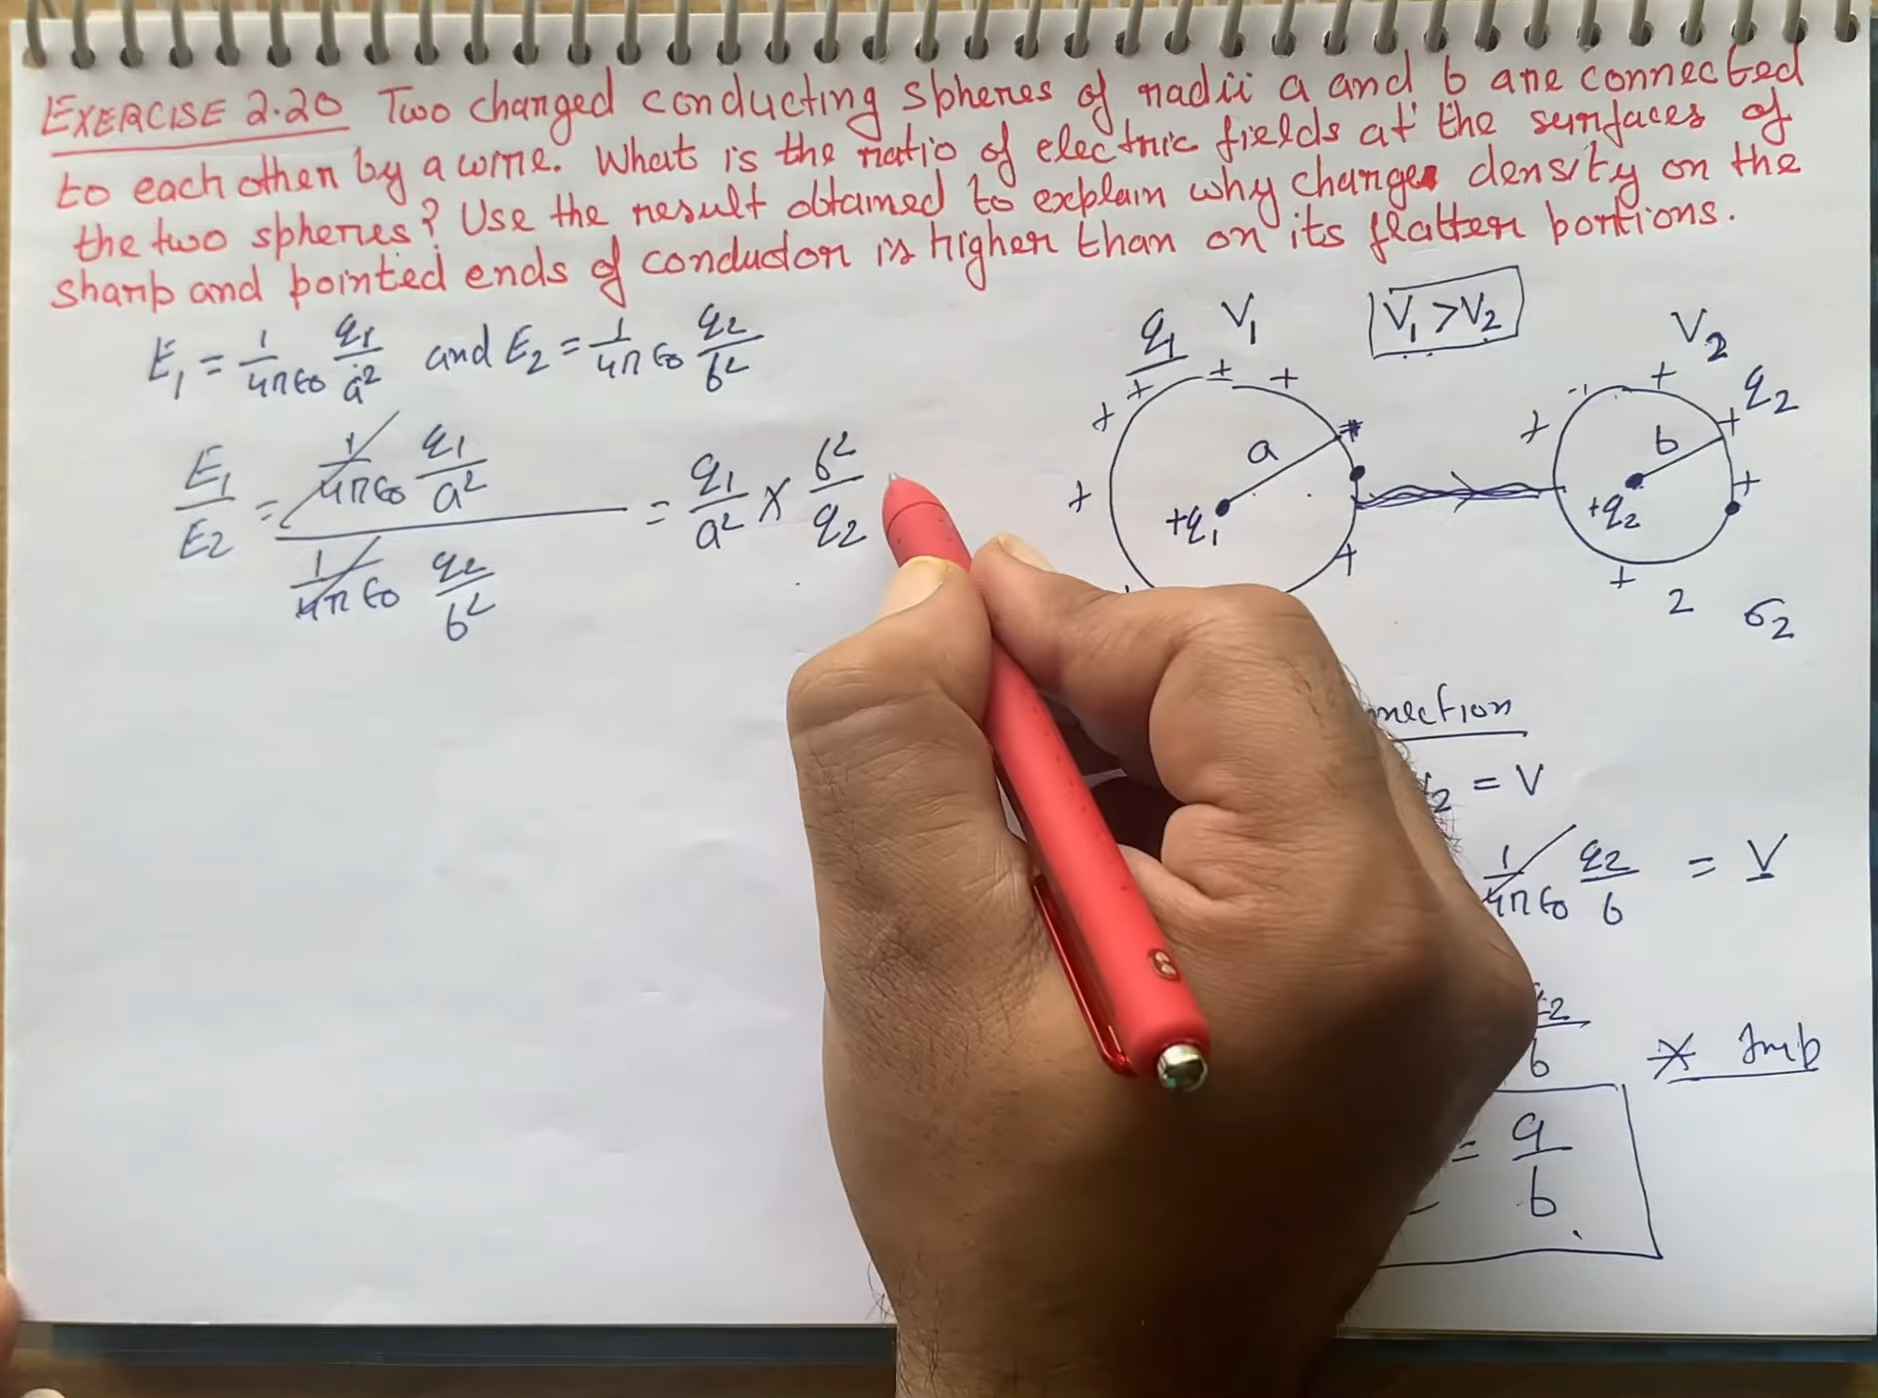 EXERCISE 2.20 Two charged conducting spheres of radii a and b are connected
to each other by a wire. What is the ratio of electric fields at the surfaces of
the two spheres? Use the result obtained to explain why charge density on the
sharp and pointed ends of conductor is higher than on its flatter portions.
E₁ = 1/4πε₀ q₁/a² and E₂ = 1/4πε₀ q₂/b²
E₁/E₂ = (1/4πε₀ q₁/a²)/(1/4πε₀ q₂/b²) = q₁/a² × b²/q₂
q₁ V₁
V₁ > V₂
V₂
q₂
+ + + + + +
a
+q₁
+ + + + +
b
+q₂
2 σ₂
nection
₂ = V
1/4πε₀ q₂/b = V
2/b * Imp
= a/b